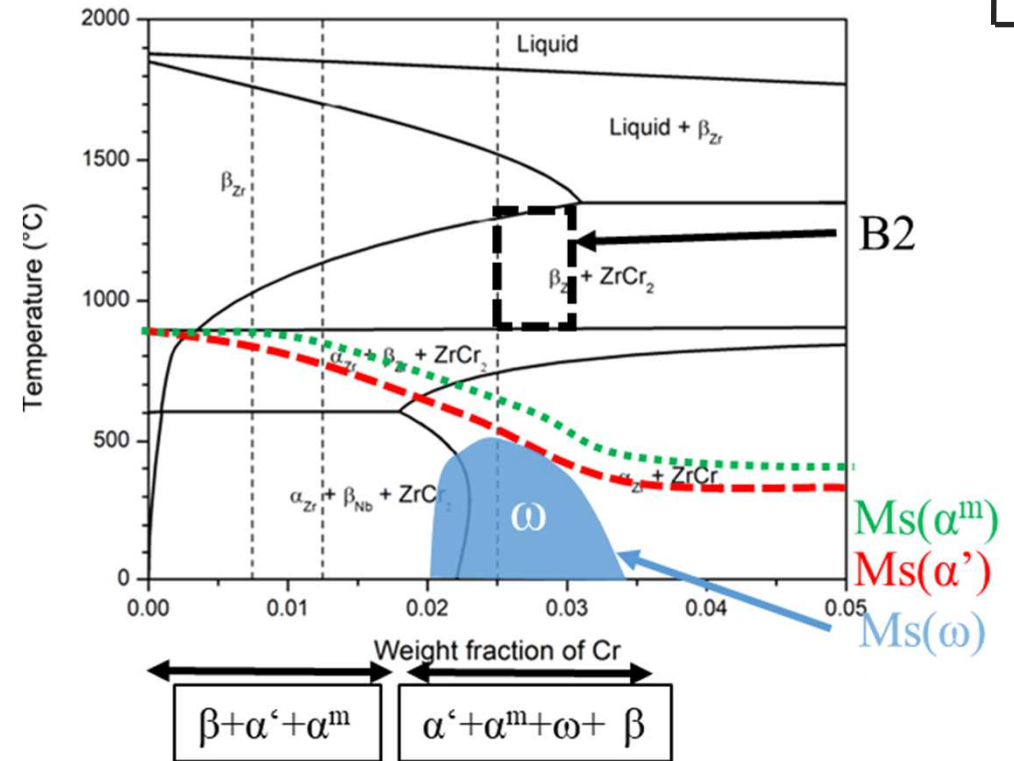 2000
Liquid
Liquid + βZr
1500
βZr
B2
βZ + ZrCr2
1000
Temperature (°C)
αZr + βZr + ZrCr2
500
αZr + ZrCr
αZr + βNb + ZrCr2
ω
Ms(αᵐ)
Ms(α’)
0
0.00 0.01 0.02 0.03 0.04 0.05
Ms(ω)
Weight fraction of Cr
β+α‘+αᵐ
α‘+αᵐ+ω+ β